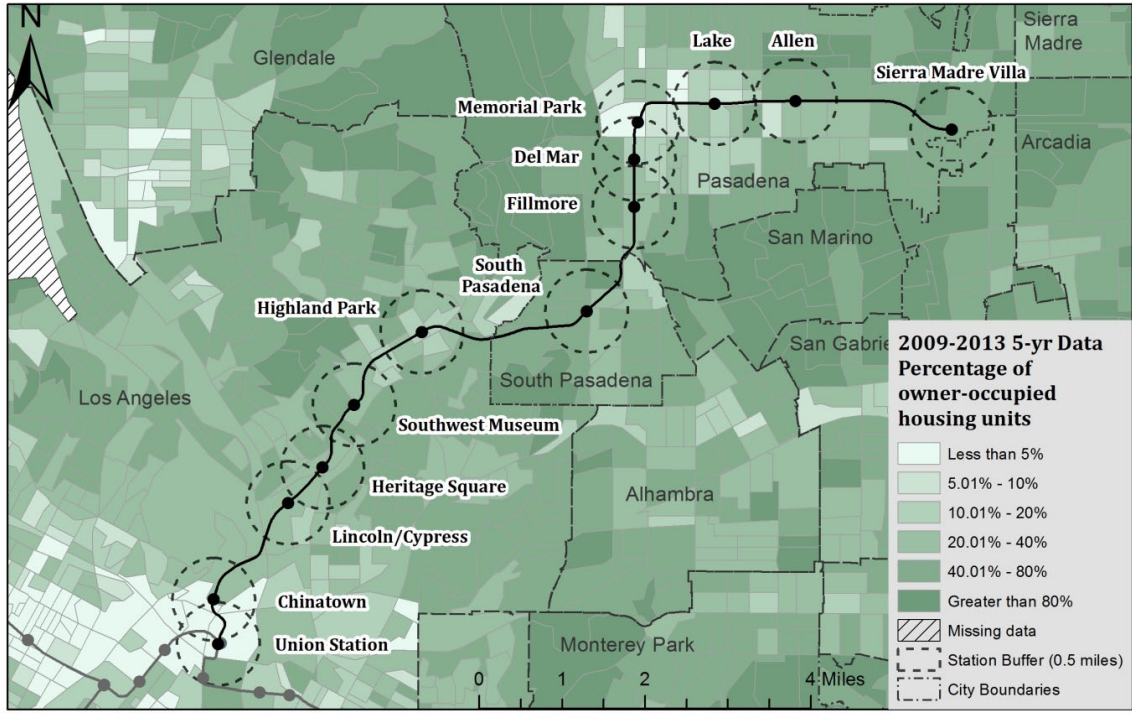 N
Glendale
Sierra
Madre
Lake
Allen
Sierra Madre Villa
Memorial Park
Arcadia
Del Mar
Pasadena
Fillmore
San Marino
South
Pasadena
Highland Park
San Gabrie
Los Angeles
South Pasadena
Southwest Museum
Heritage Square
Alhambra
Lincoln/Cypress
Chinatown
Union Station
Monterey Park
0 1 2 4 Miles
2009-2013 5-yr Data
Percentage of
owner-occupied
housing units
Less than 5%
5.01% - 10%
10.01% - 20%
20.01% - 40%
40.01% - 80%
Greater than 80%
Missing data
Station Buffer (0.5 miles)
City Boundaries